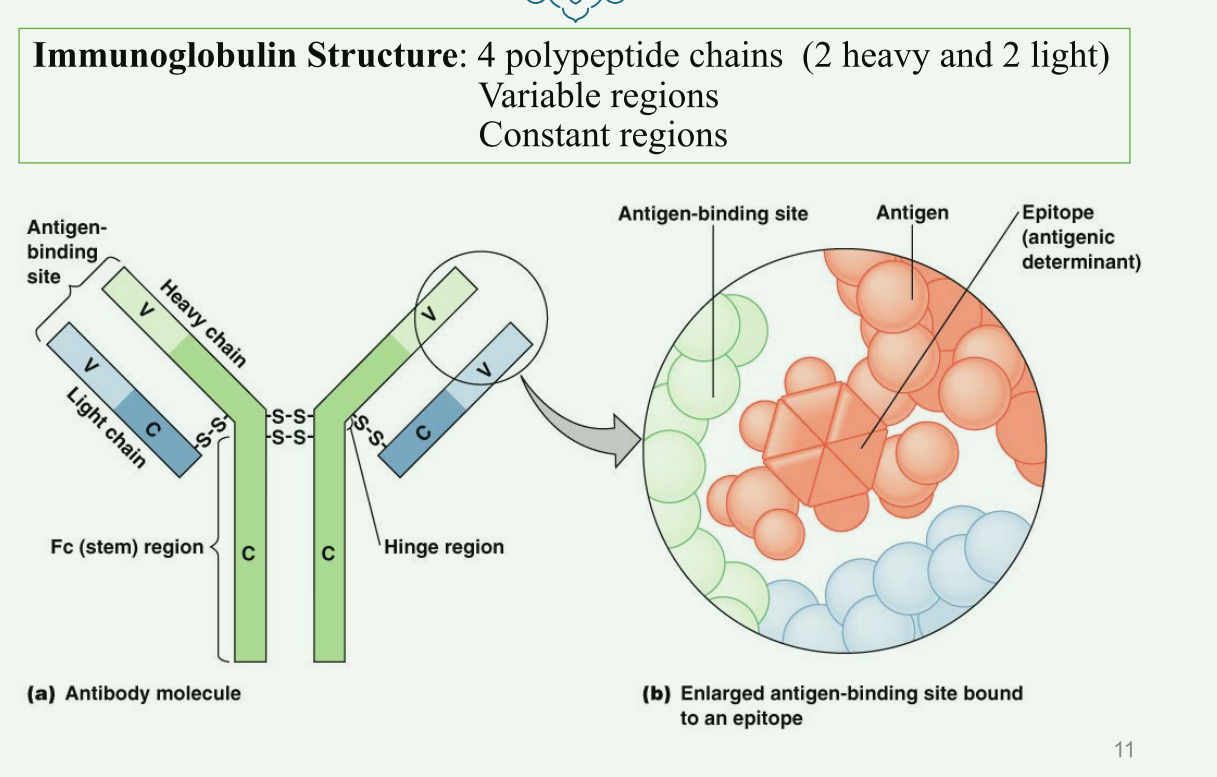 Immunoglobulin Structure: 4 polypeptide chains (2 heavy and 2 light)
Variable regions
Constant regions
Antigen-
binding
site
Heavy chain
V
V
Light chain
C
S-S
-S-S-
-S-S-
S-S
V
V
C
Fc (stem) region
C
C
Hinge region
(a) Antibody molecule
Antigen-binding site
Antigen
Epitope
(antigenic
determinant)
(b) Enlarged antigen-binding site bound
to an epitope
11